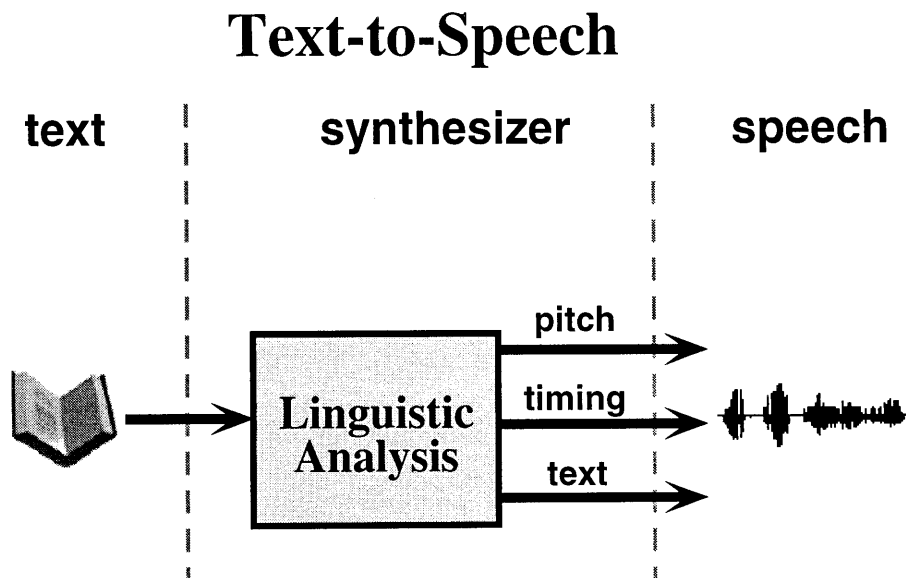 Text-to-Speech
text
synthesizer
speech
pitch
timing
text
Linguistic
Analysis